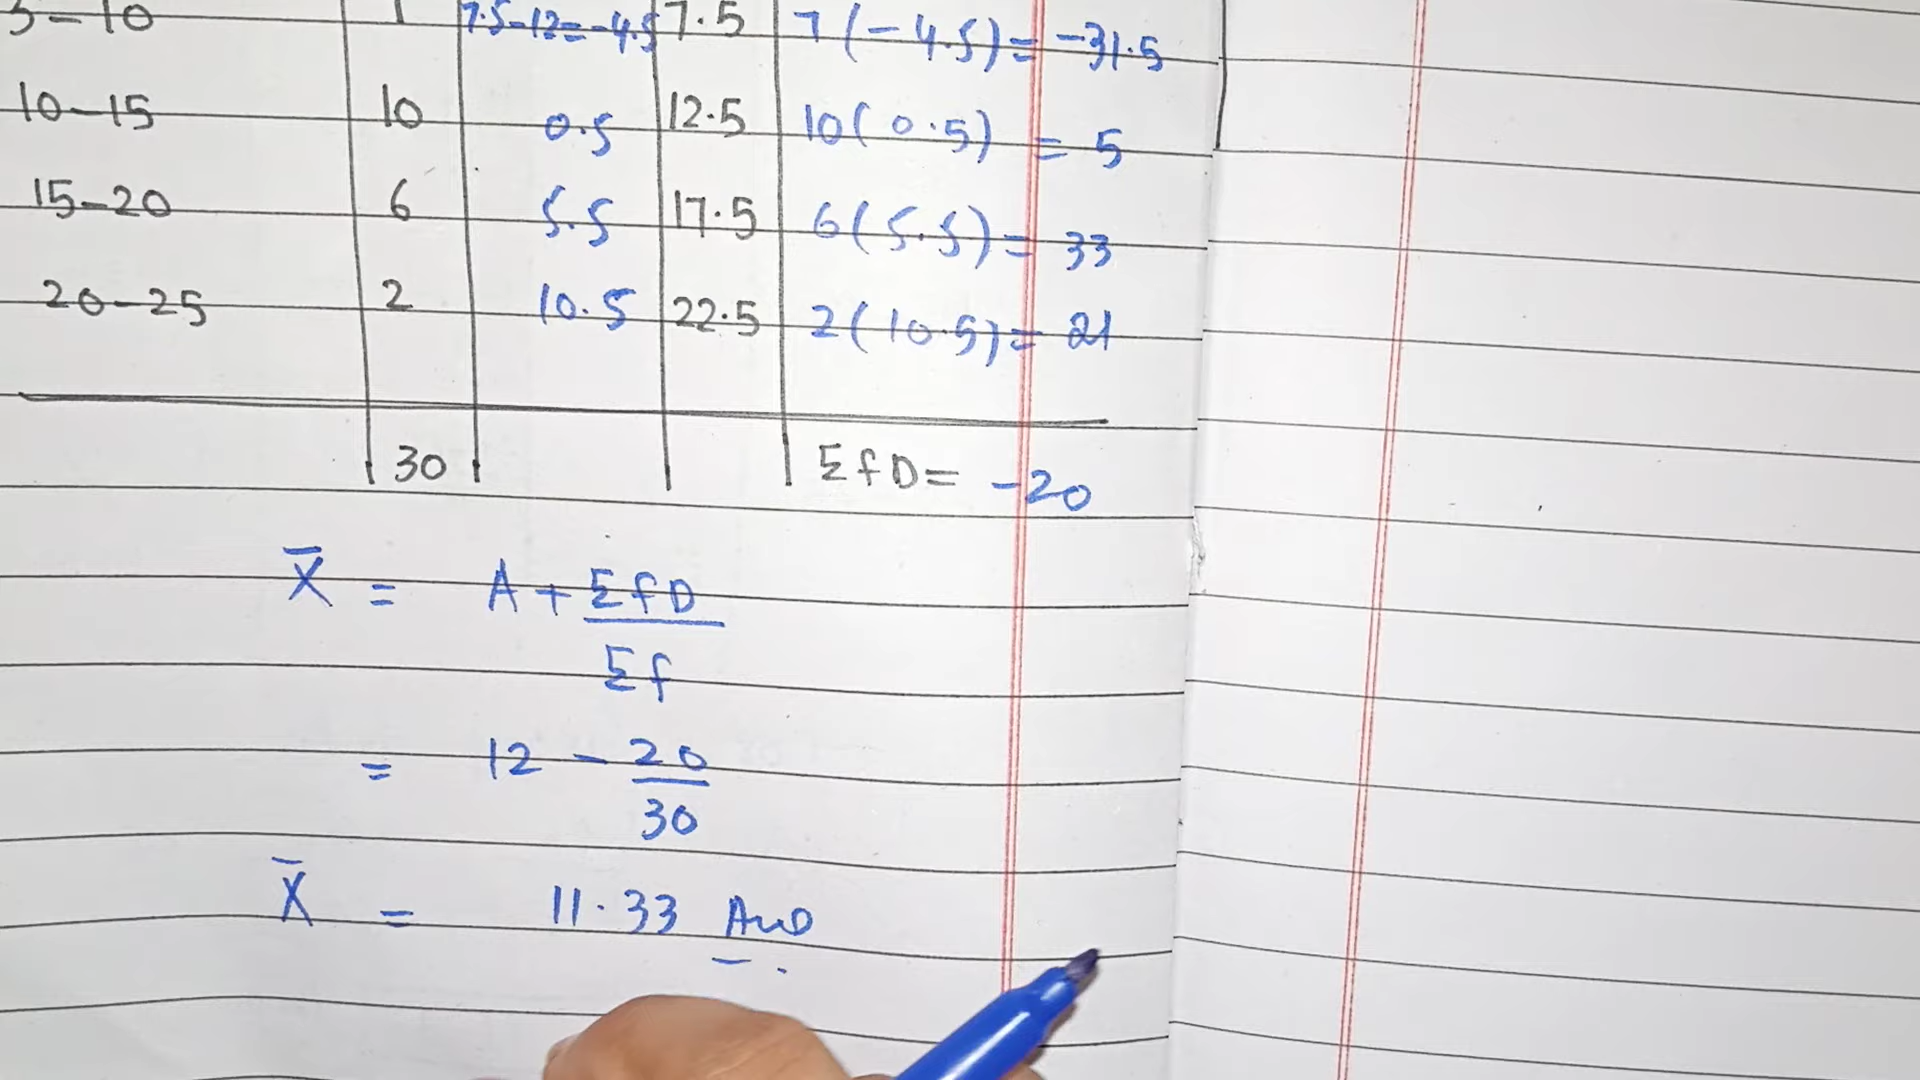 5-10 7.5-12=-4.5 7.5 7(-4.5)= -31.5
10-15 10 0.5 12.5 10(0.5) = 5
15-20 6 5.5 17.5 6(5.5)= 33
20-25 2 10.5 22.5 2(10.5)= 21
30 ΣfD= -20
X̄ = A+ΣfD
Σf
= 12 - 20
30
X̄ = 11.33 Ans